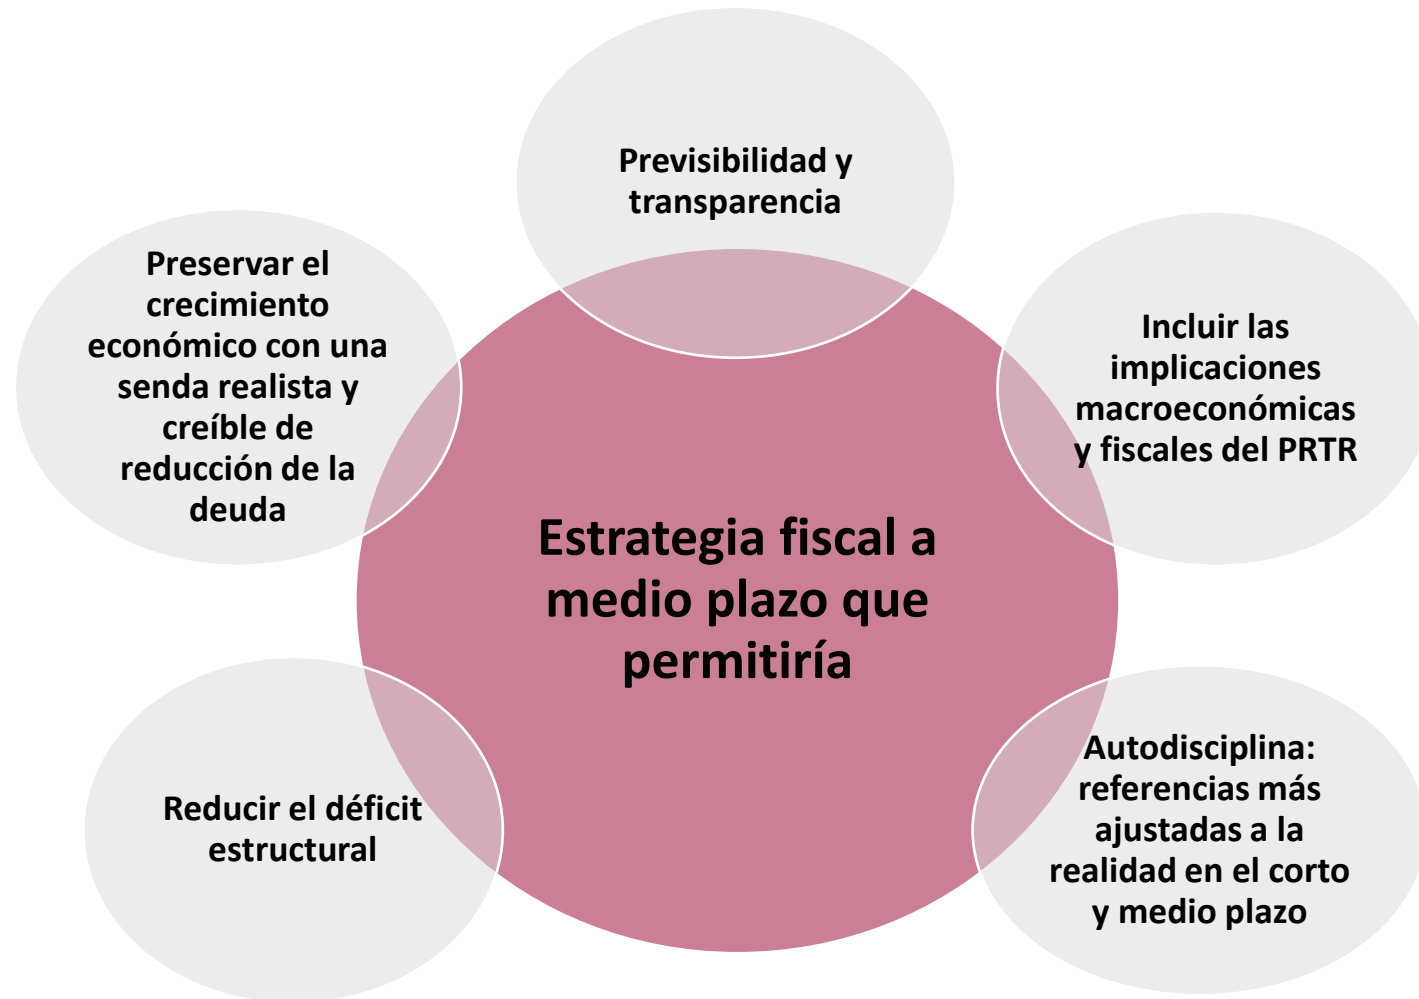 Previsibilidad y
transparencia
Preservar el
crecimiento
económico con una
senda realista y
creíble de
reducción de la
deuda
Incluir las
implicaciones
macroeconómicas
y fiscales del PRTR
Estrategia fiscal a
medio plazo que
permitiría
Reducir el déficit
estructural
Autodisciplina:
referencias más
ajustadas a la
realidad en el corto
y medio plazo